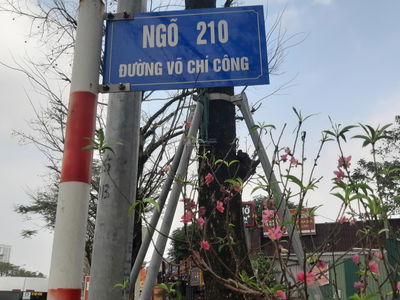 NGÕ 210
ĐƯỜNG VÕ CHÍ CÔNG